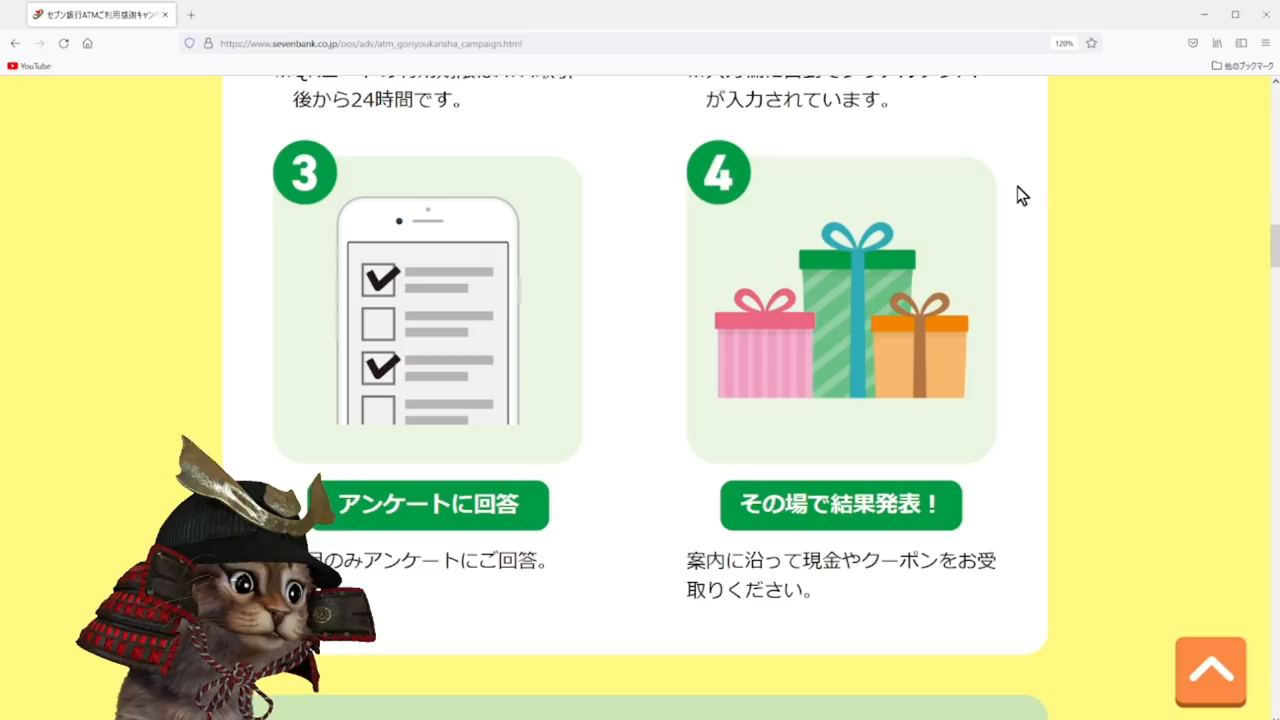 セブン銀行ATMご利用感謝キャン
https://www.sevenbank.co.jp/oos/adv/atm_goriyoukansha_campaign.html
120%
YouTube
他のブックマーク
後から24時間です。
が入力されています。
3
4
アンケートに回答
その場で結果発表！
のみアンケートにご回答。
案内に沿って現金やクーポンをお受
取りください。